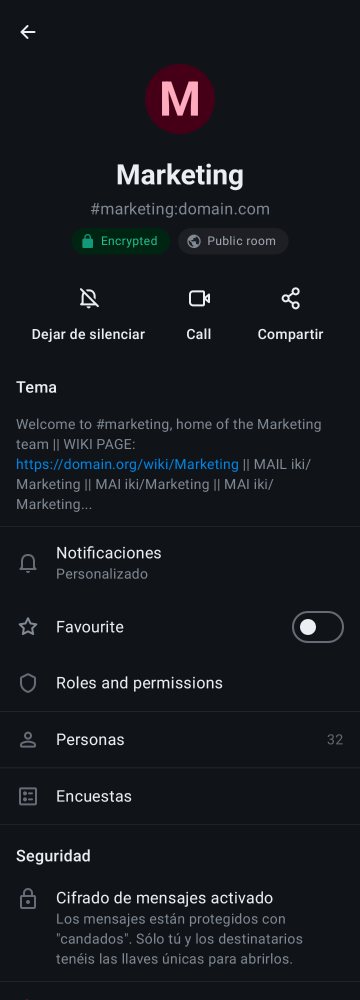 M
Marketing
#marketing:domain.com
Encrypted
Public room
Dejar de silenciar
Call
Compartir
Tema
Welcome to #marketing, home of the Marketing
team || WIKI PAGE:
https://domain.org/wiki/Marketing || MAIL iki/
Marketing || MAI iki/Marketing || MAI iki/
Marketing...
Notificaciones
Personalizado
Favourite
Roles and permissions
Personas 32
Encuestas
Seguridad
Cifrado de mensajes activado
Los mensajes están protegidos con
"candados". Sólo tú y los destinatarios
tenéis las llaves únicas para abrirlos.